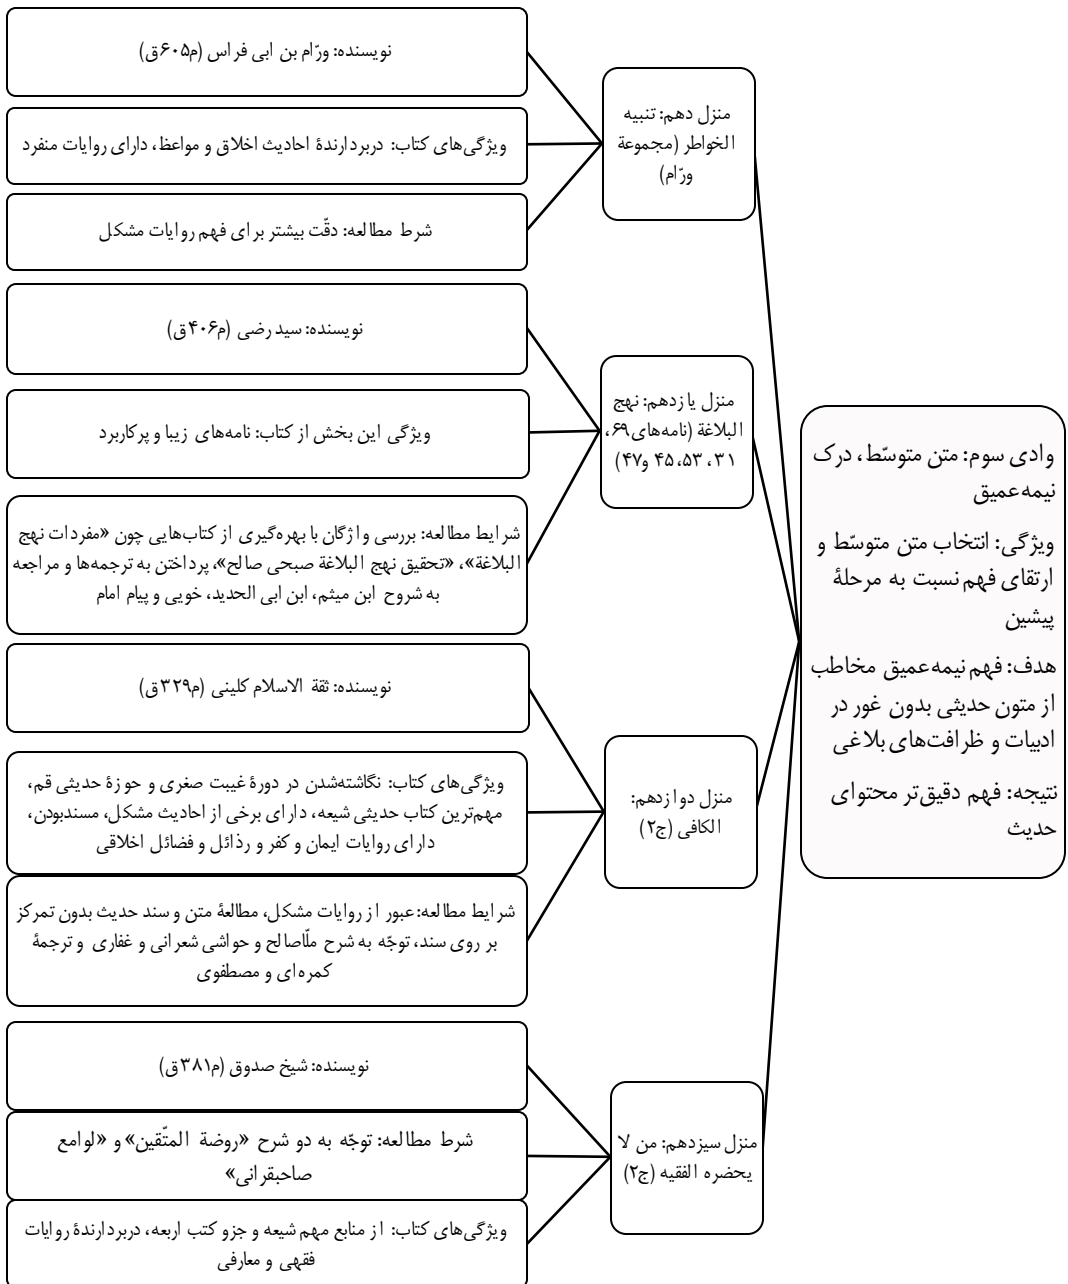 وادی سوم: متن متوسّط، درک
نیمه‌عمیق
ویژگی: انتخاب متن متوسّط و
ارتقای فهم نسبت به مرحلهٔ
پیشین
هدف: فهم نیمه‌عمیق مخاطب
از متون حدیثی بدون غور در
ادبیات و ظرافت‌های بلاغی
نتیجه: فهم دقیق‌تر محتوای
حدیث
منزل دهم: تنبیه
الخواطر (مجموعة
ورّام)
نویسنده: ورّام بن ابی فراس (م۶۰۵ق)
ویژگی‌های کتاب: دربردارندهٔ احادیث اخلاق و مواعظ، دارای روایات منفرد
شرط مطالعه: دقّت بیشتر برای فهم روایات مشکل
منزل یازدهم: نهج
البلاغة (نامه‌های ۶۹،
۳۱، ۵۳، ۴۵ و۴۷)
نویسنده: سید رضی (م۴۰۶ق)
ویژگی این بخش از کتاب: نامه‌های زیبا و پرکاربرد
شرایط مطالعه: بررسی واژگان با بهره‌گیری از کتاب‌هایی چون «مفردات نهج
البلاغة»، «تحقیق نهج البلاغة صبحی صالح»، پرداختن به ترجمه‌ها و مراجعه
به شروح ابن میثم، ابن ابی الحدید، خویی و پیام امام
منزل دوازدهم:
الکافی (ج۲)
نویسنده: ثقة الاسلام کلینی (م۳۲۹ق)
ویژگی‌های کتاب: نگاشته‌شدن در دورهٔ غیبت صغری و حوزهٔ حدیثی قم،
مهم‌ترین کتاب حدیثی شیعه، دارای برخی از احادیث مشکل، مسندبودن،
دارای روایات ایمان و کفر و رذائل و فضائل اخلاقی
شرایط مطالعه: عبور از روایات مشکل، مطالعهٔ متن و سند حدیث بدون تمرکز
بر روی سند، توجّه به شرح ملّاصالح و حواشی شعرانی و غفاری و ترجمهٔ
کمره‌ای و مصطفوی
منزل سیزدهم: من لا
یحضره الفقیه (ج۲)
نویسنده: شیخ صدوق (م۳۸۱ق)
شرط مطالعه: توجّه به دو شرح «روضة المتّقین» و «لوامع
صاحبقرانی»
ویژگی‌های کتاب: از منابع مهم شیعه و جزو کتب اربعه، دربردارندهٔ روایات
فقهی و معارفی